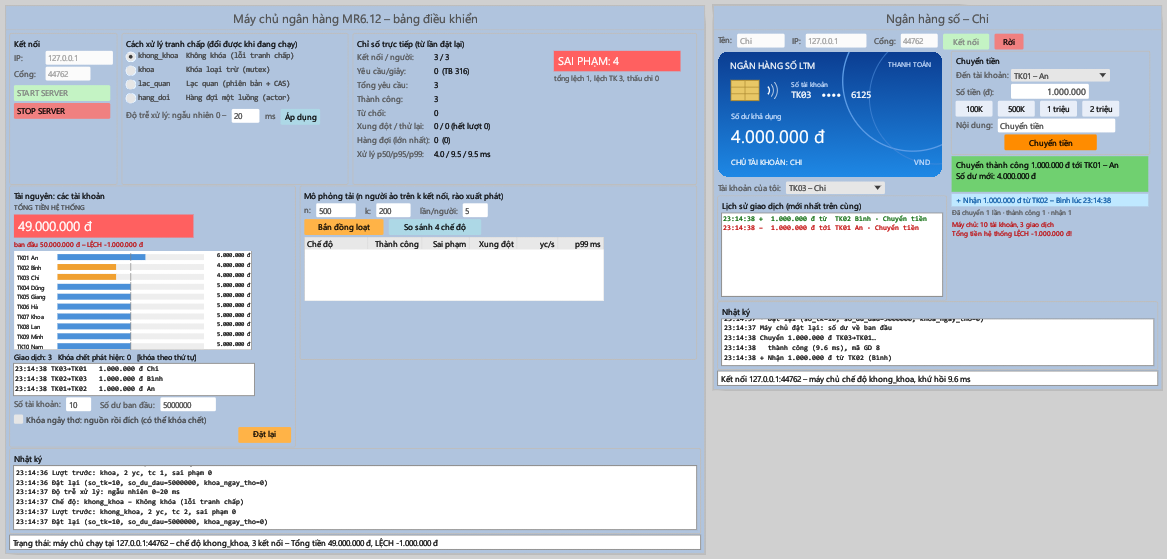 Máy chủ ngân hàng MR6.12 – bảng điều khiển
Kết nối
IP: 127.0.0.1
Cổng: 44762
START SERVER
STOP SERVER
Cách xử lý tranh chấp (đổi được khi đang chạy)
khong_khoa Không khóa (lỗi tranh chấp)
khoa Khóa loại trừ (mutex)
lac_quan Lạc quan (phiên bản + CAS)
hang_doi Hàng đợi một luồng (actor)
Độ trễ xử lý: ngẫu nhiên 0 – 20 ms Áp dụng
Chỉ số trực tiếp (từ lần đặt lại)
Kết nối / người: 3 / 3
Yêu cầu/giây: 0 (TB 316)
Tổng yêu cầu: 3
Thành công: 3
Từ chối: 0
Xung đột / thử lại: 0 / 0 (hết lượt 0)
Hàng đợi (lớn nhất): 0 (0)
Xử lý p50/p95/p99: 4.0 / 9.5 / 9.5 ms
SAI PHẠM: 4
tổng lệch 1, lệch TK 3, thấu chi 0
Tài nguyên: các tài khoản
TỔNG TIỀN HỆ THỐNG
49.000.000 đ
ban đầu 50.000.000 đ – LỆCH -1.000.000 đ
TK01 An 6.000.000 đ
TK02 Bình 4.000.000 đ
TK03 Chi 4.000.000 đ
TK04 Dũng 5.000.000 đ
TK05 Giang 5.000.000 đ
TK06 Hà 5.000.000 đ
TK07 Khoa 5.000.000 đ
TK08 Lan 5.000.000 đ
TK09 Minh 5.000.000 đ
TK10 Nam 5.000.000 đ
Giao dịch: 3 Khóa chết phát hiện: 0 [khóa theo thứ tự]
23:14:38 TK03→TK01 1.000.000 đ Chi
23:14:38 TK02→TK03 1.000.000 đ Bình
23:14:38 TK01→TK02 1.000.000 đ An
Số tài khoản: 10 Số dư ban đầu: 5000000
Khóa ngây thơ: nguồn rồi đích (có thể khóa chết)
Đặt lại
Mô phỏng tải (n người ảo trên k kết nối, rào xuất phát)
n: 500 k: 200 lần/người: 5
Bắn đồng loạt So sánh 4 chế độ
Chế độ Thành công Sai phạm Xung đột yc/s p99 ms
Nhật ký
23:14:36 Lượt trước: khoa, 2 yc, tc 1, sai phạm 0
23:14:36 Đặt lại (so_tk=10, so_du_dau=5000000, khoa_ngay_tho=0)
23:14:37 Độ trễ xử lý: ngẫu nhiên 0–20 ms
23:14:37 Chế độ: khong_khoa – Không khóa (lỗi tranh chấp)
23:14:37 Lượt trước: khong_khoa, 2 yc, tc 2, sai phạm 0
23:14:37 Đặt lại (so_tk=10, so_du_dau=5000000, khoa_ngay_tho=0)
Trạng thái: máy chủ chạy tại 127.0.0.1:44762 – chế độ khong_khoa, 3 kết nối – Tổng tiền 49.000.000 đ, LỆCH -1.000.000 đ
Ngân hàng số – Chi
Tên: Chi IP: 127.0.0.1 Cổng: 44762 Kết nối Rời
NGÂN HÀNG SỐ LTM THANH TOÁN
Số tài khoản
TK03 •••• 6125
Số dư khả dụng
4.000.000 đ
CHỦ TÀI KHOẢN: CHI VND
Tài khoản của tôi: TK03 – Chi
Lịch sử giao dịch (mới nhất trên cùng)
23:14:38 + 1.000.000 đ từ TK02 Bình · Chuyển tiền
23:14:38 – 1.000.000 đ tới TK01 An · Chuyển tiền
Chuyển tiền
Đến tài khoản: TK01 – An
Số tiền (đ): 1.000.000
100K 500K 1 triệu 2 triệu
Nội dung: Chuyển tiền
Chuyển tiền
Chuyển thành công 1.000.000 đ tới TK01 – An
Số dư mới: 4.000.000 đ
+ Nhận 1.000.000 đ từ TK02 – Bình lúc 23:14:38
Đã chuyển 1 lần · thành công 1 · nhận 1
Máy chủ: 10 tài khoản, 3 giao dịch
Tổng tiền hệ thống LỆCH -1.000.000 đ!
Nhật ký
23:14:37 Đặt lại (so_tk=10, so_du_dau=5000000, khoa_ngay_tho=0)
23:14:37 Máy chủ đặt lại: số dư về ban đầu
23:14:38 Chuyển 1.000.000 đ TK03→TK01…
23:14:38 thành công (9.6 ms), mã GD 8
23:14:38 + Nhận 1.000.000 đ từ TK02 (Bình)
Kết nối 127.0.0.1:44762 – máy chủ chế độ khong_khoa, khứ hồi 9.6 ms